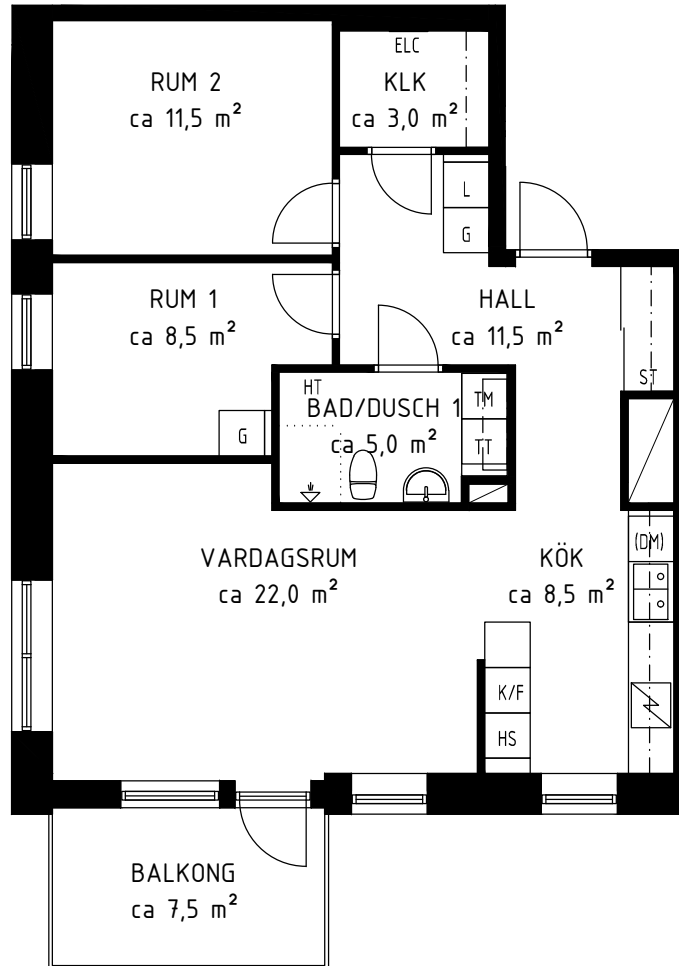 RUM 2
ca 11,5 m²
ELC
KLK
ca 3,0 m²
L
G
RUM 1
ca 8,5 m²
HALL
ca 11,5 m²
ST
G
HT
BAD/DUSCH 1
ca 5,0 m²
TM
TT
VARDAGSRUM
ca 22,0 m²
KÖK
ca 8,5 m²
(DM)
K/F
HS
BALKONG
ca 7,5 m²